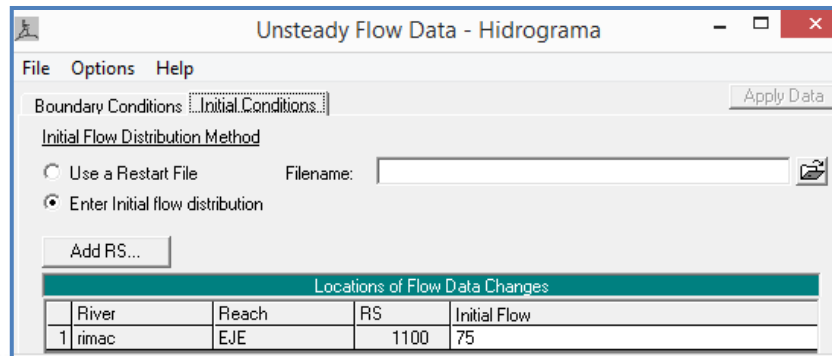 Unsteady Flow Data - Hidrograma
File Options Help
Boundary Conditions Initial Conditions Apply Data
Initial Flow Distribution Method
Use a Restart File Filename:
Enter Initial flow distribution
Add RS...
Locations of Flow Data Changes
River Reach RS Initial Flow
1 rimac EJE 1100 75